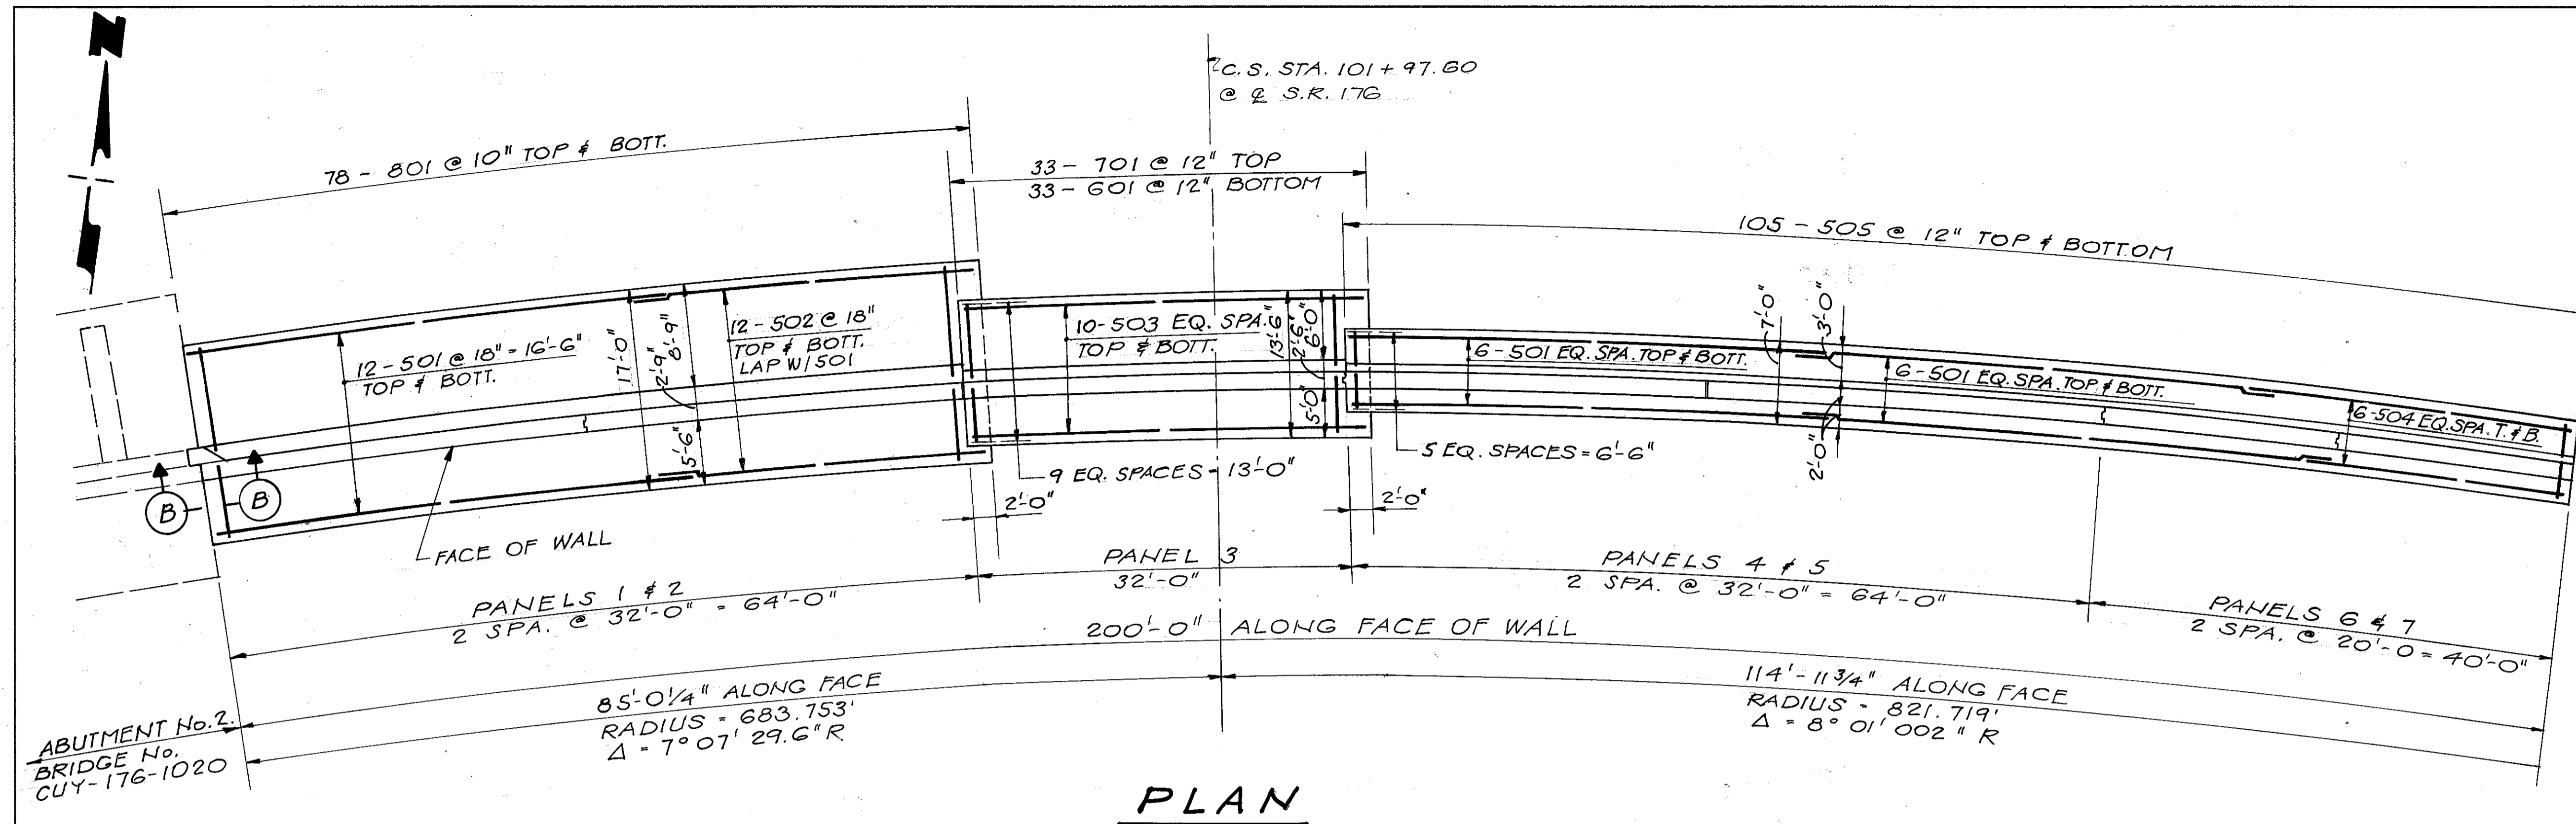 N
C.S. STA. 101+97.60
@ ℄ S.R. 176
78 - 801 @ 10" TOP & BOTT.
33 - 701 @ 12" TOP
33 - 601 @ 12" BOTTOM
105 - 505 @ 12" TOP & BOTTOM
12 - 501 @ 18" = 16'-6"
TOP & BOTT.
17'-0"
2'-9"
8'-9"
5'-6"
12 - 502 @ 18"
TOP & BOTT.
LAP W/501
10-503 EQ. SPA.
TOP & BOTT.
13'-6"
2'-6"
6'-0"
5'-0"
6-501 EQ. SPA. TOP & BOTT.
7'-0"
3'-0"
2'-0"
6-501 EQ. SPA. TOP & BOTT.
6-504 EQ. SPA. T. & B.
B
B
FACE OF WALL
9 EQ. SPACES = 13'-0"
5 EQ. SPACES = 6'-6"
2'-0"
2'-0"
PANELS 1 & 2
2 SPA. @ 32'-0" = 64'-0"
PANEL 3
32'-0"
PANELS 4 & 5
2 SPA. @ 32'-0" = 64'-0"
PANELS 6 & 7
2 SPA. @ 20'-0 = 40'-0"
200'-0" ALONG FACE OF WALL
85'-0 1/4" ALONG FACE
RADIUS = 683.753'
Δ = 7° 07' 29.6" R
114'-11 3/4" ALONG FACE
RADIUS = 821.719'
Δ = 8° 01' 002" R
ABUTMENT No. 2.
BRIDGE No.
CUY-176-1020
PLAN